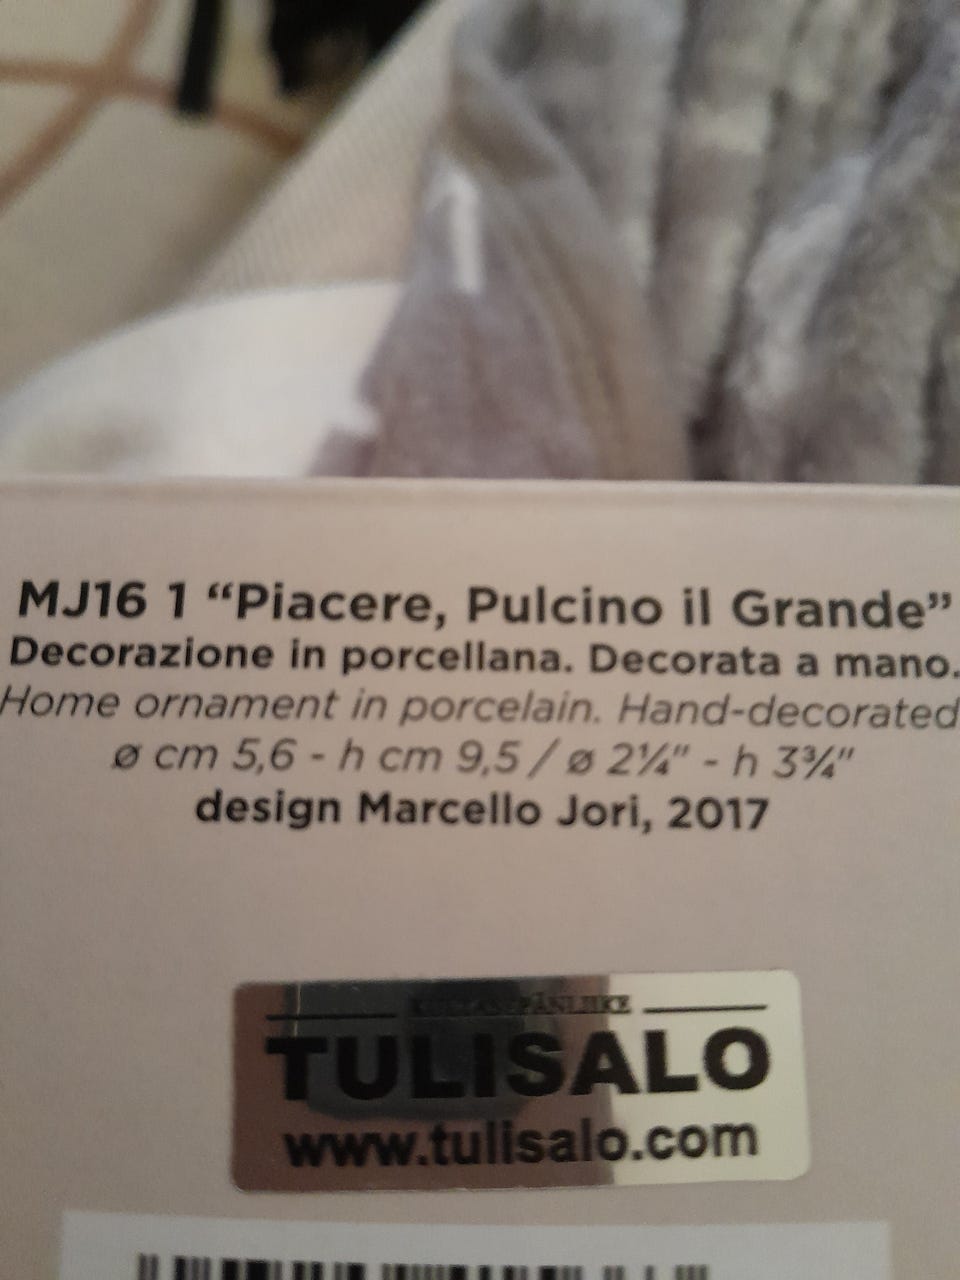 MJ16 1 “Piacere, Pulcino il Grande”
Decorazione in porcellana. Decorata a mano.
Home ornament in porcelain. Hand-decorated
ø cm 5,6 - h cm 9,5 / ø 2¼" - h 3¾"
design Marcello Jori, 2017
KULTASEPÄNLIIKE
TULISALO
www.tulisalo.com